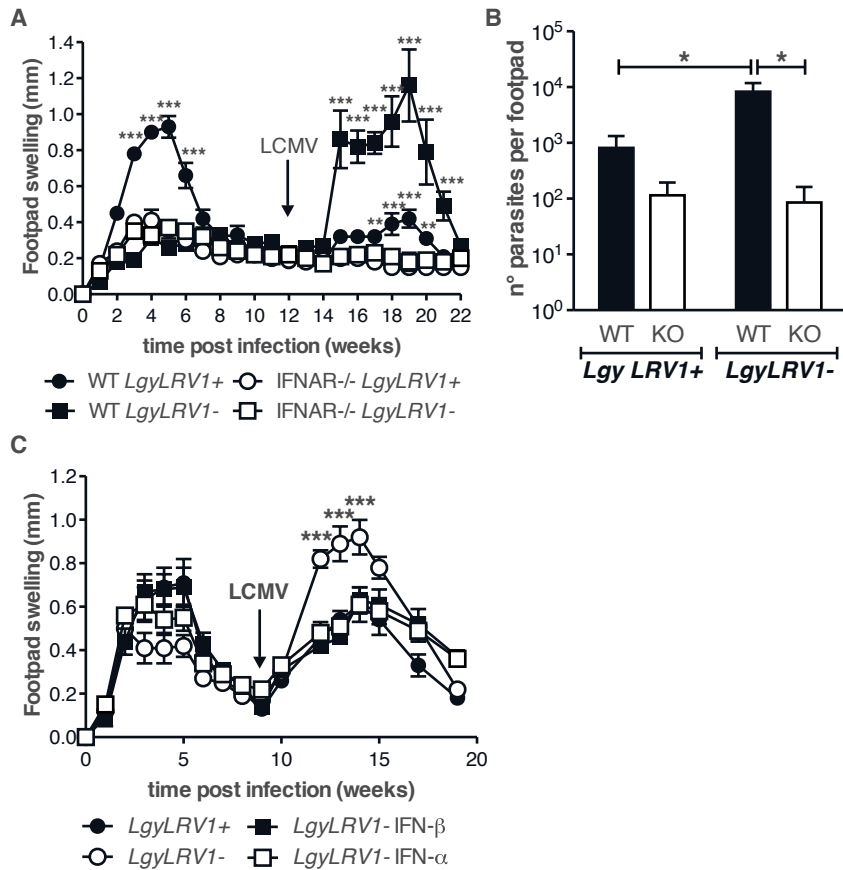 A
Footpad swelling (mm)
1.4
1.2
1.0
0.8
0.6
0.4
0.2
0.0
***
***
***
***
LCMV
***
***
***
***
***
***
***
**
***
***
**
0 2 4 6 8 10 12 14 16 18 20 22
time post infection (weeks)
WT LgyLRV1+ IFNAR-/- LgyLRV1+
WT LgyLRV1- IFNAR-/- LgyLRV1-
B
n° parasites per footpad
10⁵
10⁴
10³
10²
10¹
10⁰
* *
WT KO WT KO
Lgy LRV1+ LgyLRV1-
C
Footpad swelling (mm)
1.2
1.0
0.8
0.6
0.4
0.2
0.0
LCMV
***
***
***
0 5 10 15 20
time post infection (weeks)
LgyLRV1+ LgyLRV1- IFN-β
LgyLRV1- LgyLRV1- IFN-α